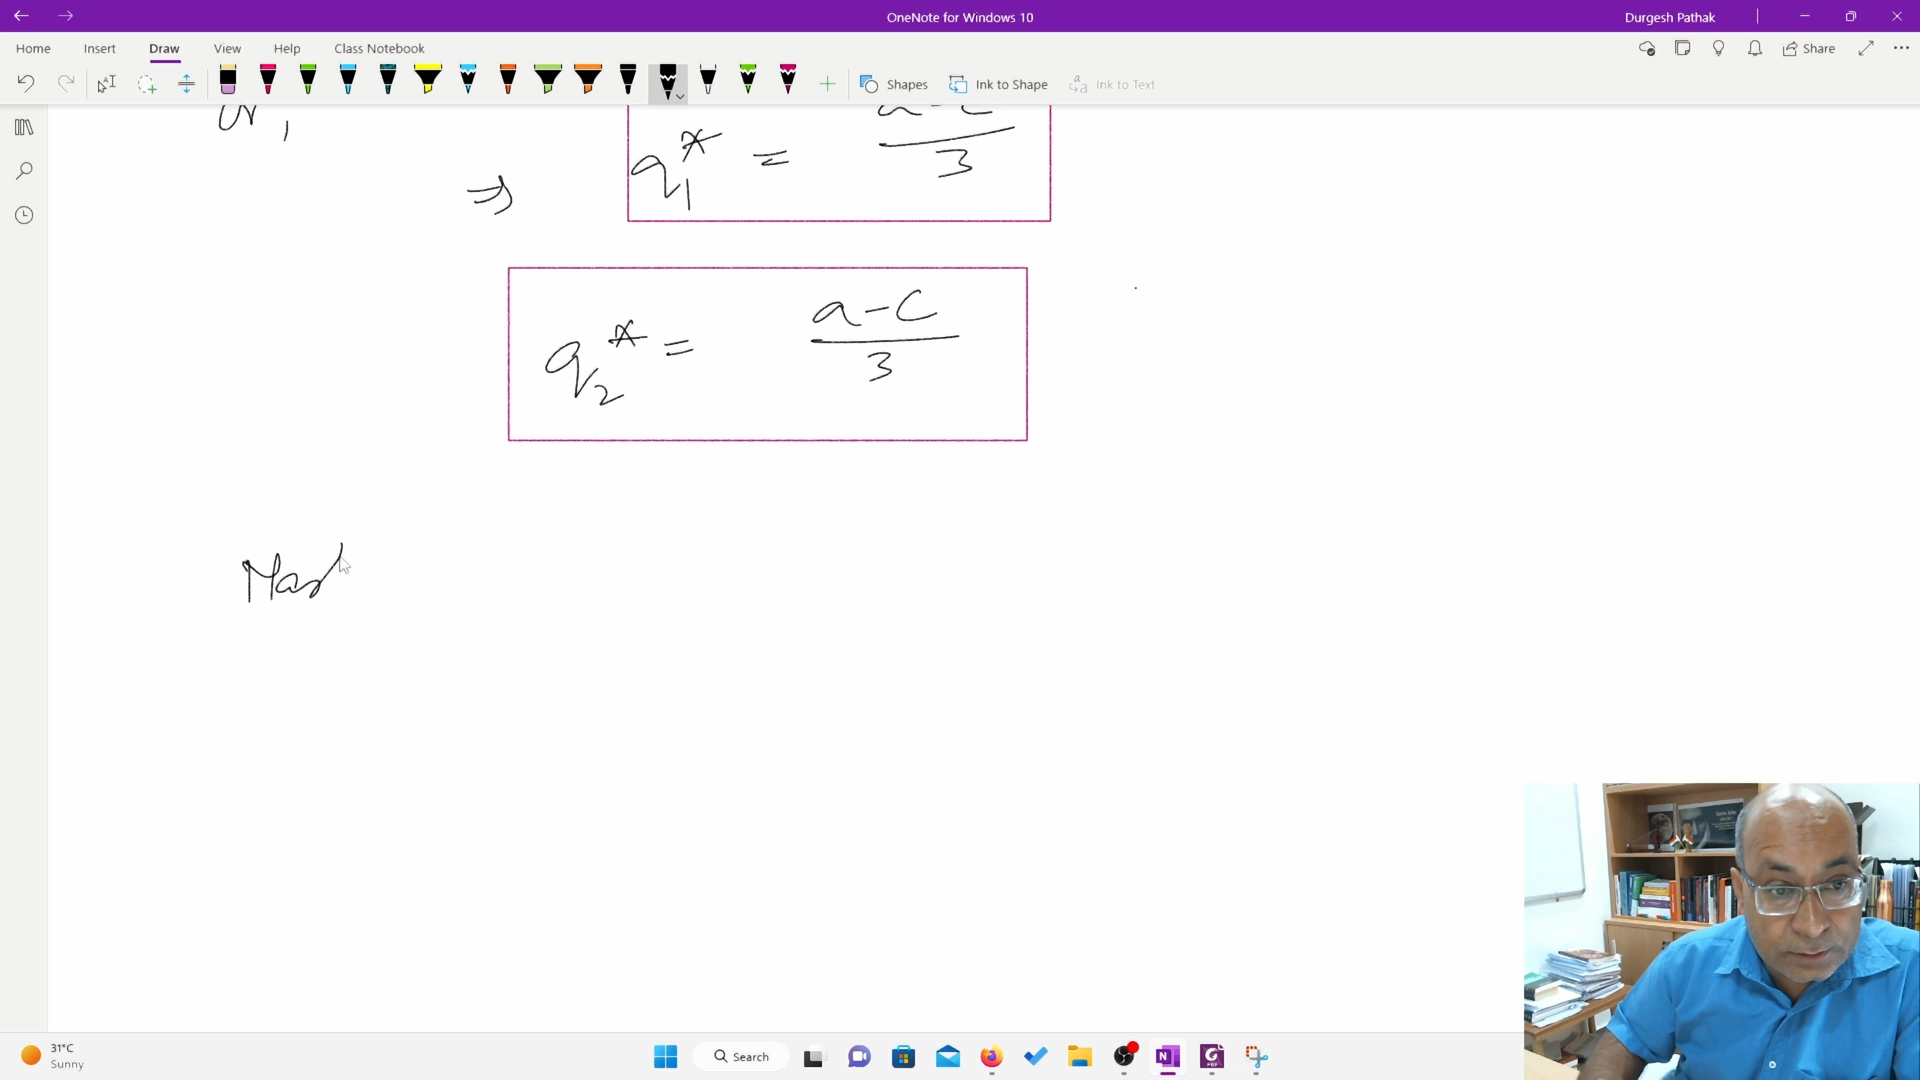 OneNote for Windows 10
Durgesh Pathak
Home Insert Draw View Help Class Notebook
Share
Shapes Ink to Shape Ink to Text
or,
⇒ q₁* = a-c / 3
q₂* = a-c / 3
Mar
31°C
Sunny
Search